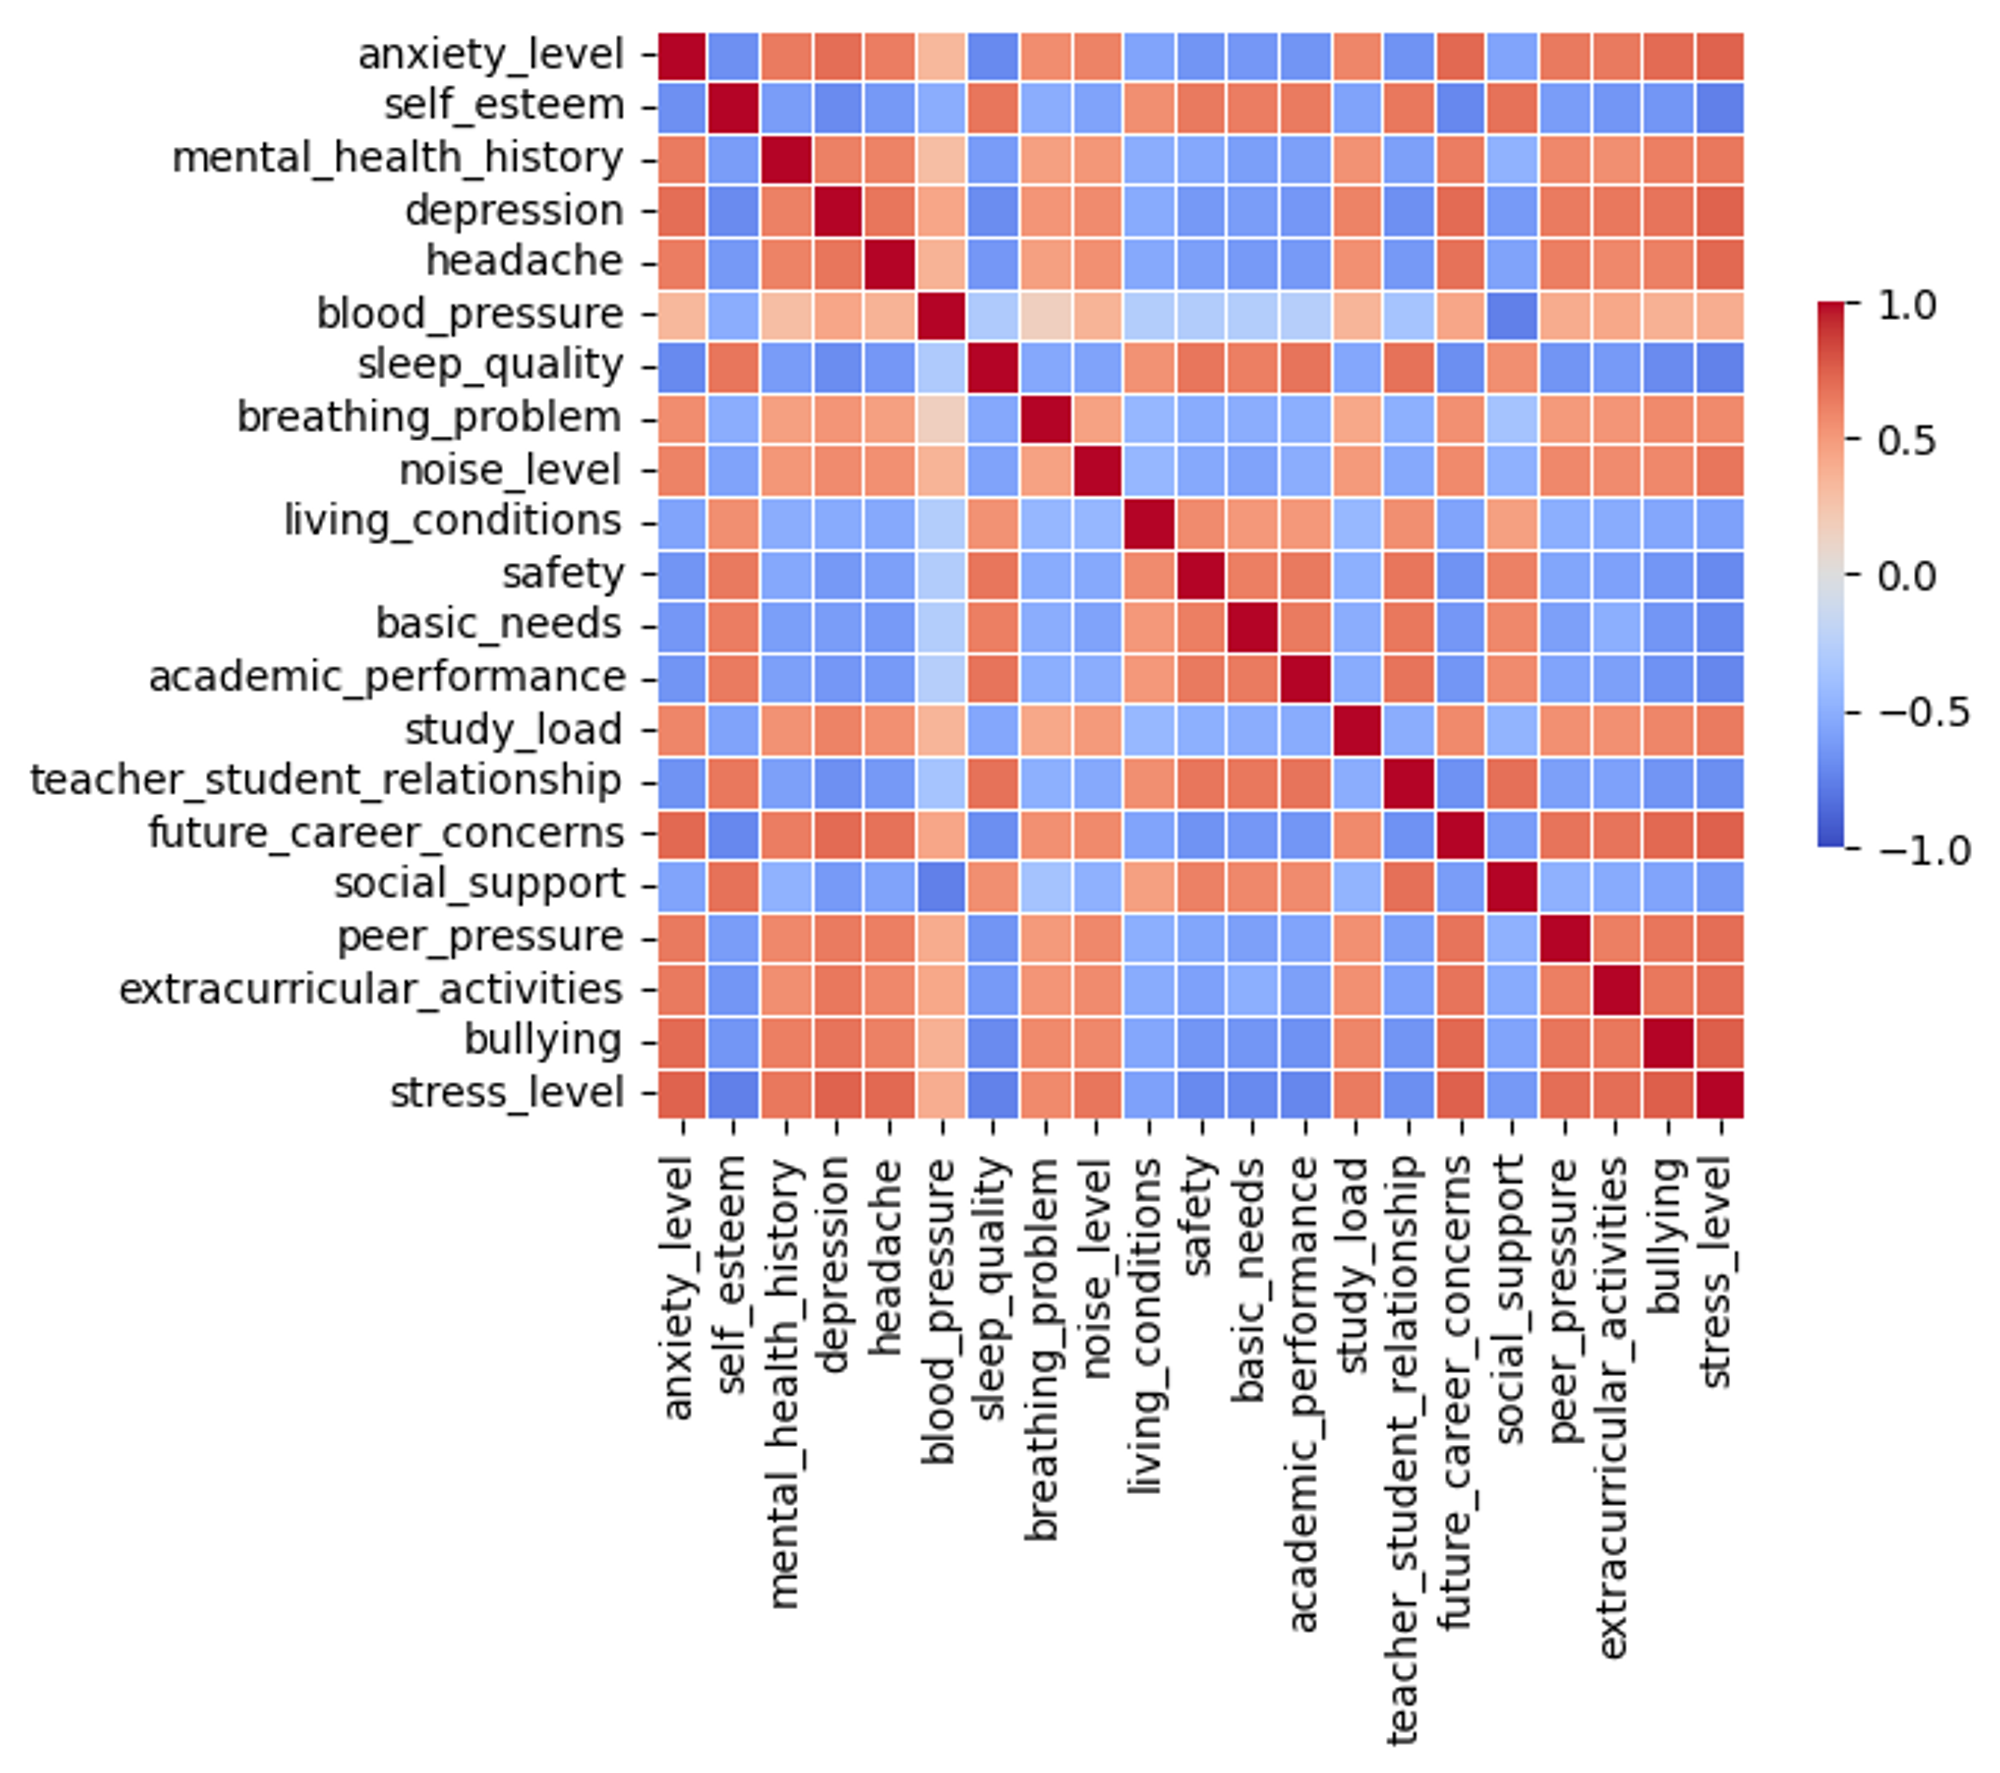 anxiety_level
self_esteem
mental_health_history
depression
headache
blood_pressure
sleep_quality
breathing_problem
noise_level
living_conditions
safety
basic_needs
academic_performance
study_load
teacher_student_relationship
future_career_concerns
social_support
peer_pressure
extracurricular_activities
bullying
stress_level
anxiety_level
self_esteem
mental_health_history
depression
headache
blood_pressure
sleep_quality
breathing_problem
noise_level
living_conditions
safety
basic_needs
academic_performance
study_load
teacher_student_relationship
future_career_concerns
social_support
peer_pressure
extracurricular_activities
bullying
stress_level
1.0
0.5
0.0
−0.5
−1.0